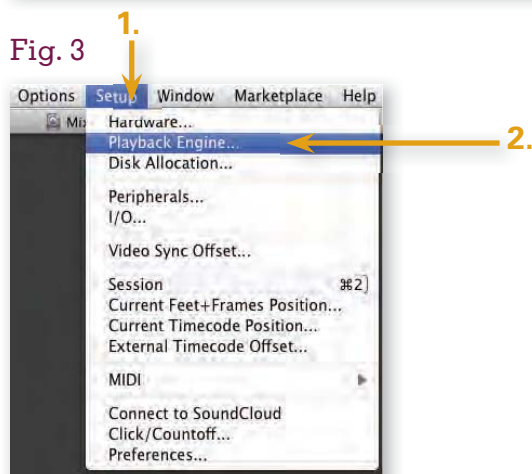 1.
Fig. 3
Options Setup Window Marketplace Help
Mix
Hardware...
Playback Engine...
2.
Disk Allocation...
Peripherals...
I/O...
Video Sync Offset...
Session ⌘2
Current Feet+Frames Position...
Current Timecode Position...
External Timecode Offset...
MIDI
Connect to SoundCloud
Click/Countoff...
Preferences...